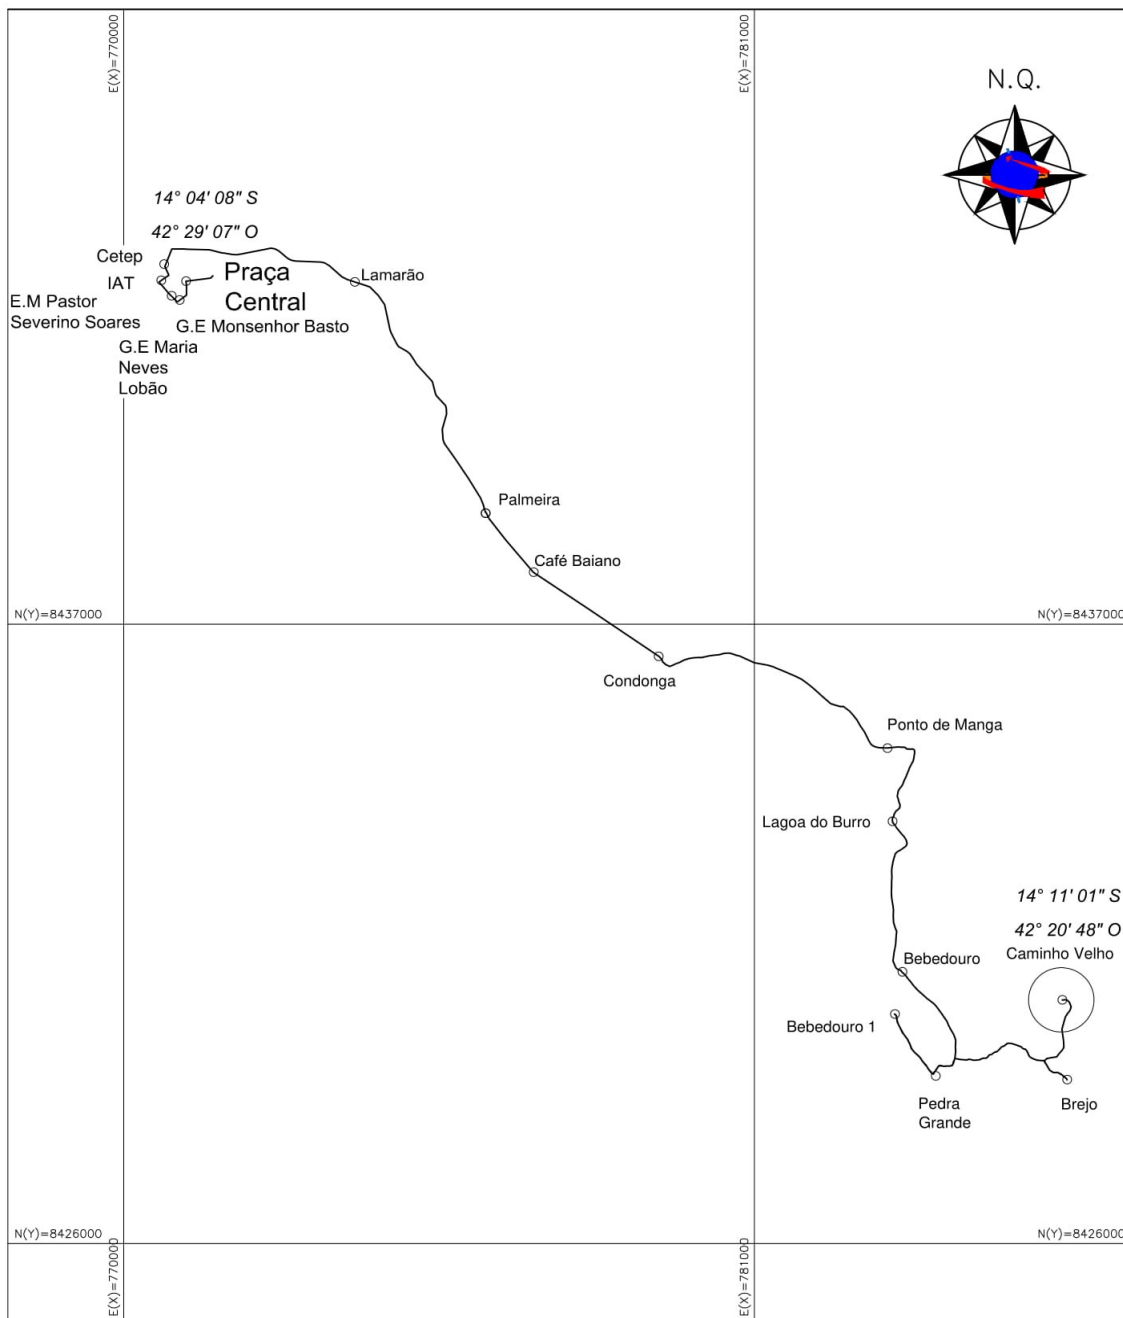 E(X)=770000
E(X)=781000
N.Q.
14° 04' 08" S
42° 29' 07" O
Cetep
IAT
Praça
Central
Lamarão
E.M Pastor
Severino Soares
G.E Monsenhor Basto
G.E Maria
Neves
Lobão
Palmeira
Café Baiano
N(Y)=8437000
N(Y)=8437000
Condonga
Ponto de Manga
Lagoa do Burro
14° 11' 01" S
42° 20' 48" O
Caminho Velho
Bebedouro
Bebedouro 1
Pedra
Grande
Brejo
N(Y)=8426000
N(Y)=8426000
E(X)=770000
E(X)=781000